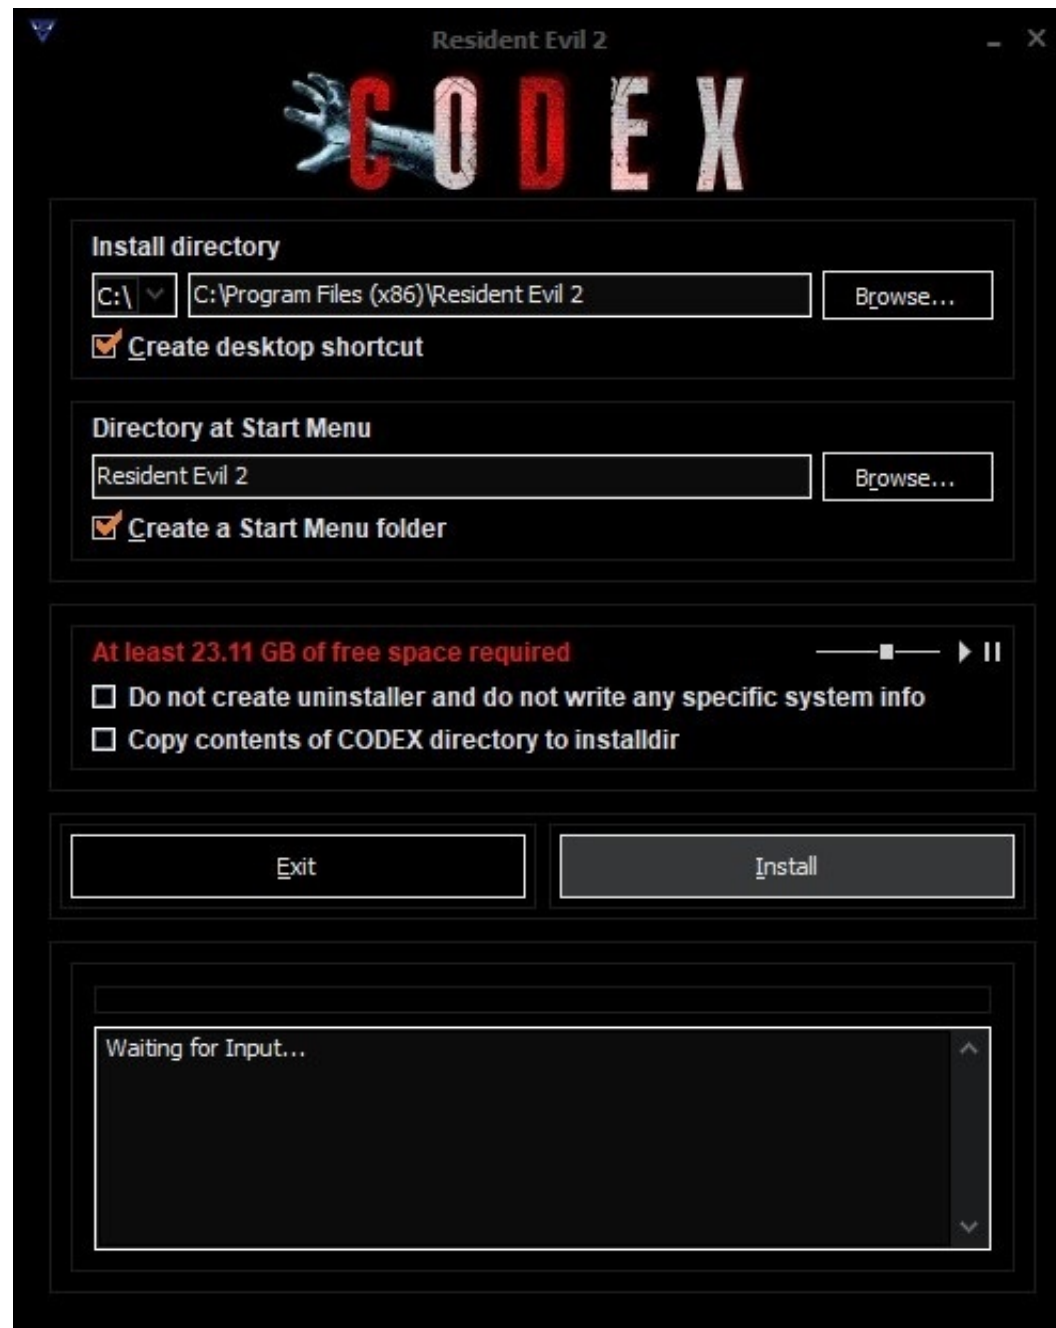 Resident Evil 2
CODEX
Install directory
C:\ C:\Program Files (x86)\Resident Evil 2 Browse...
Create desktop shortcut
Directory at Start Menu
Resident Evil 2 Browse...
Create a Start Menu folder
At least 23.11 GB of free space required
Do not create uninstaller and do not write any specific system info
Copy contents of CODEX directory to installdir
Exit Install
Waiting for Input...